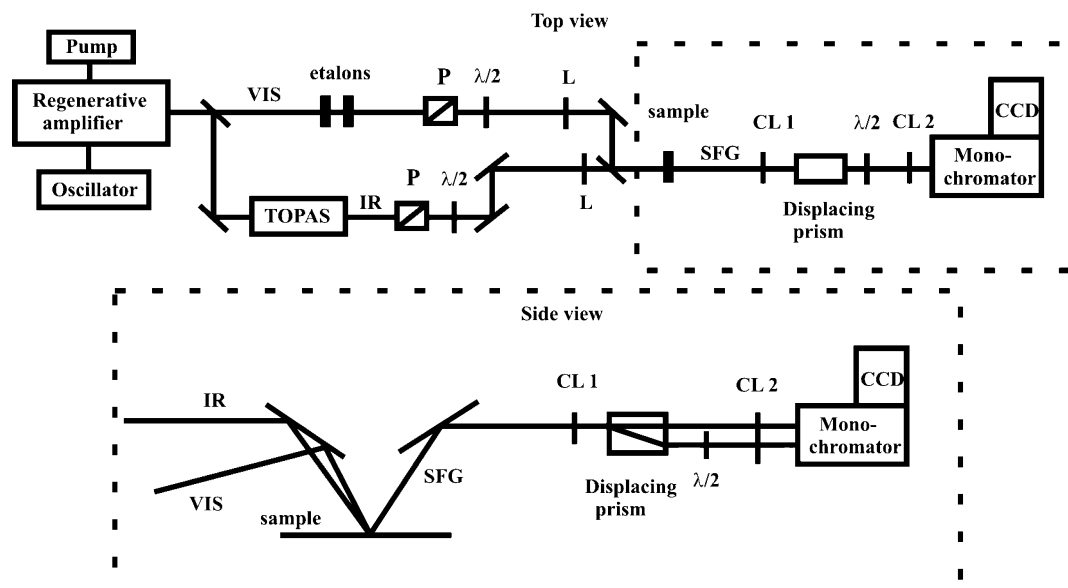 Top view
Pump
Regenerative
amplifier
Oscillator
VIS
etalons
P
λ/2
L
TOPAS
IR
P
λ/2
L
sample
SFG
CL 1
λ/2
CL 2
CCD
Mono-
chromator
Displacing
prism
Side view
IR
VIS
sample
SFG
CL 1
Displacing
prism
λ/2
CL 2
CCD
Mono-
chromator